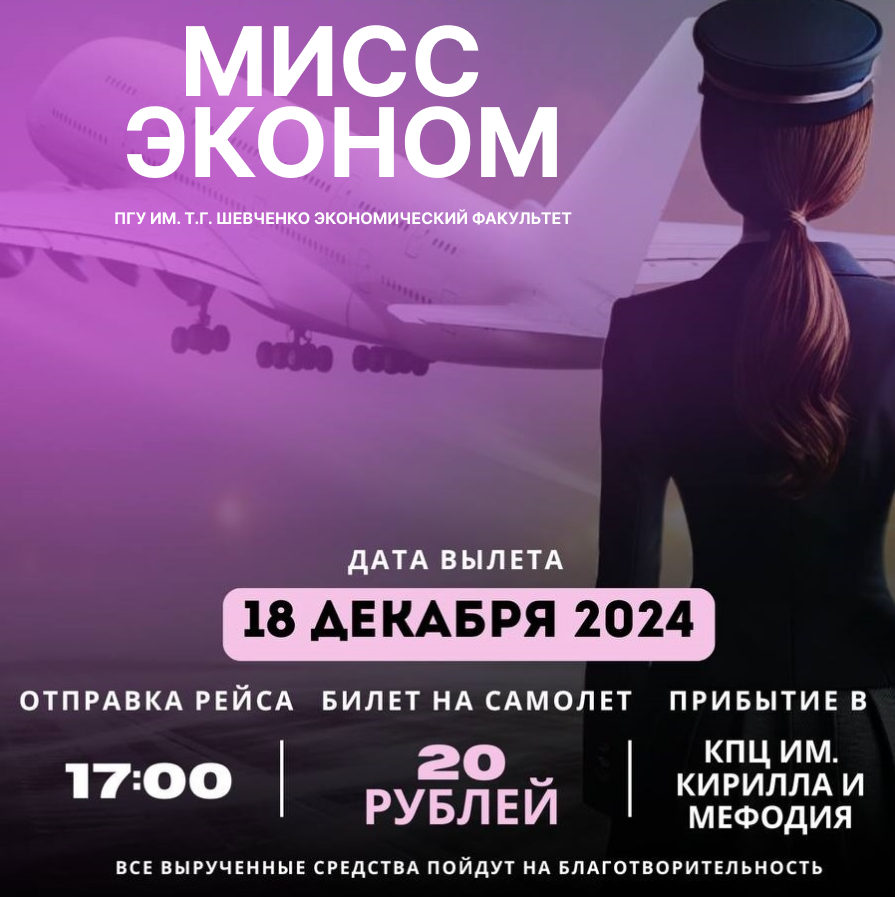 МИСС
ЭКОНОМ
ПГУ ИМ. Т.Г. ШЕВЧЕНКО ЭКОНОМИЧЕСКИЙ ФАКУЛЬТЕТ
ДАТА ВЫЛЕТА
18 ДЕКАБРЯ 2024
ОТПРАВКА РЕЙСА
17:00
БИЛЕТ НА САМОЛЕТ
20
РУБЛЕЙ
ПРИБЫТИЕ В
КПЦ ИМ.
КИРИЛЛА И
МЕФОДИЯ
ВСЕ ВЫРУЧЕННЫЕ СРЕДСТВА ПОЙДУТ НА БЛАГОТВОРИТЕЛЬНОСТЬ